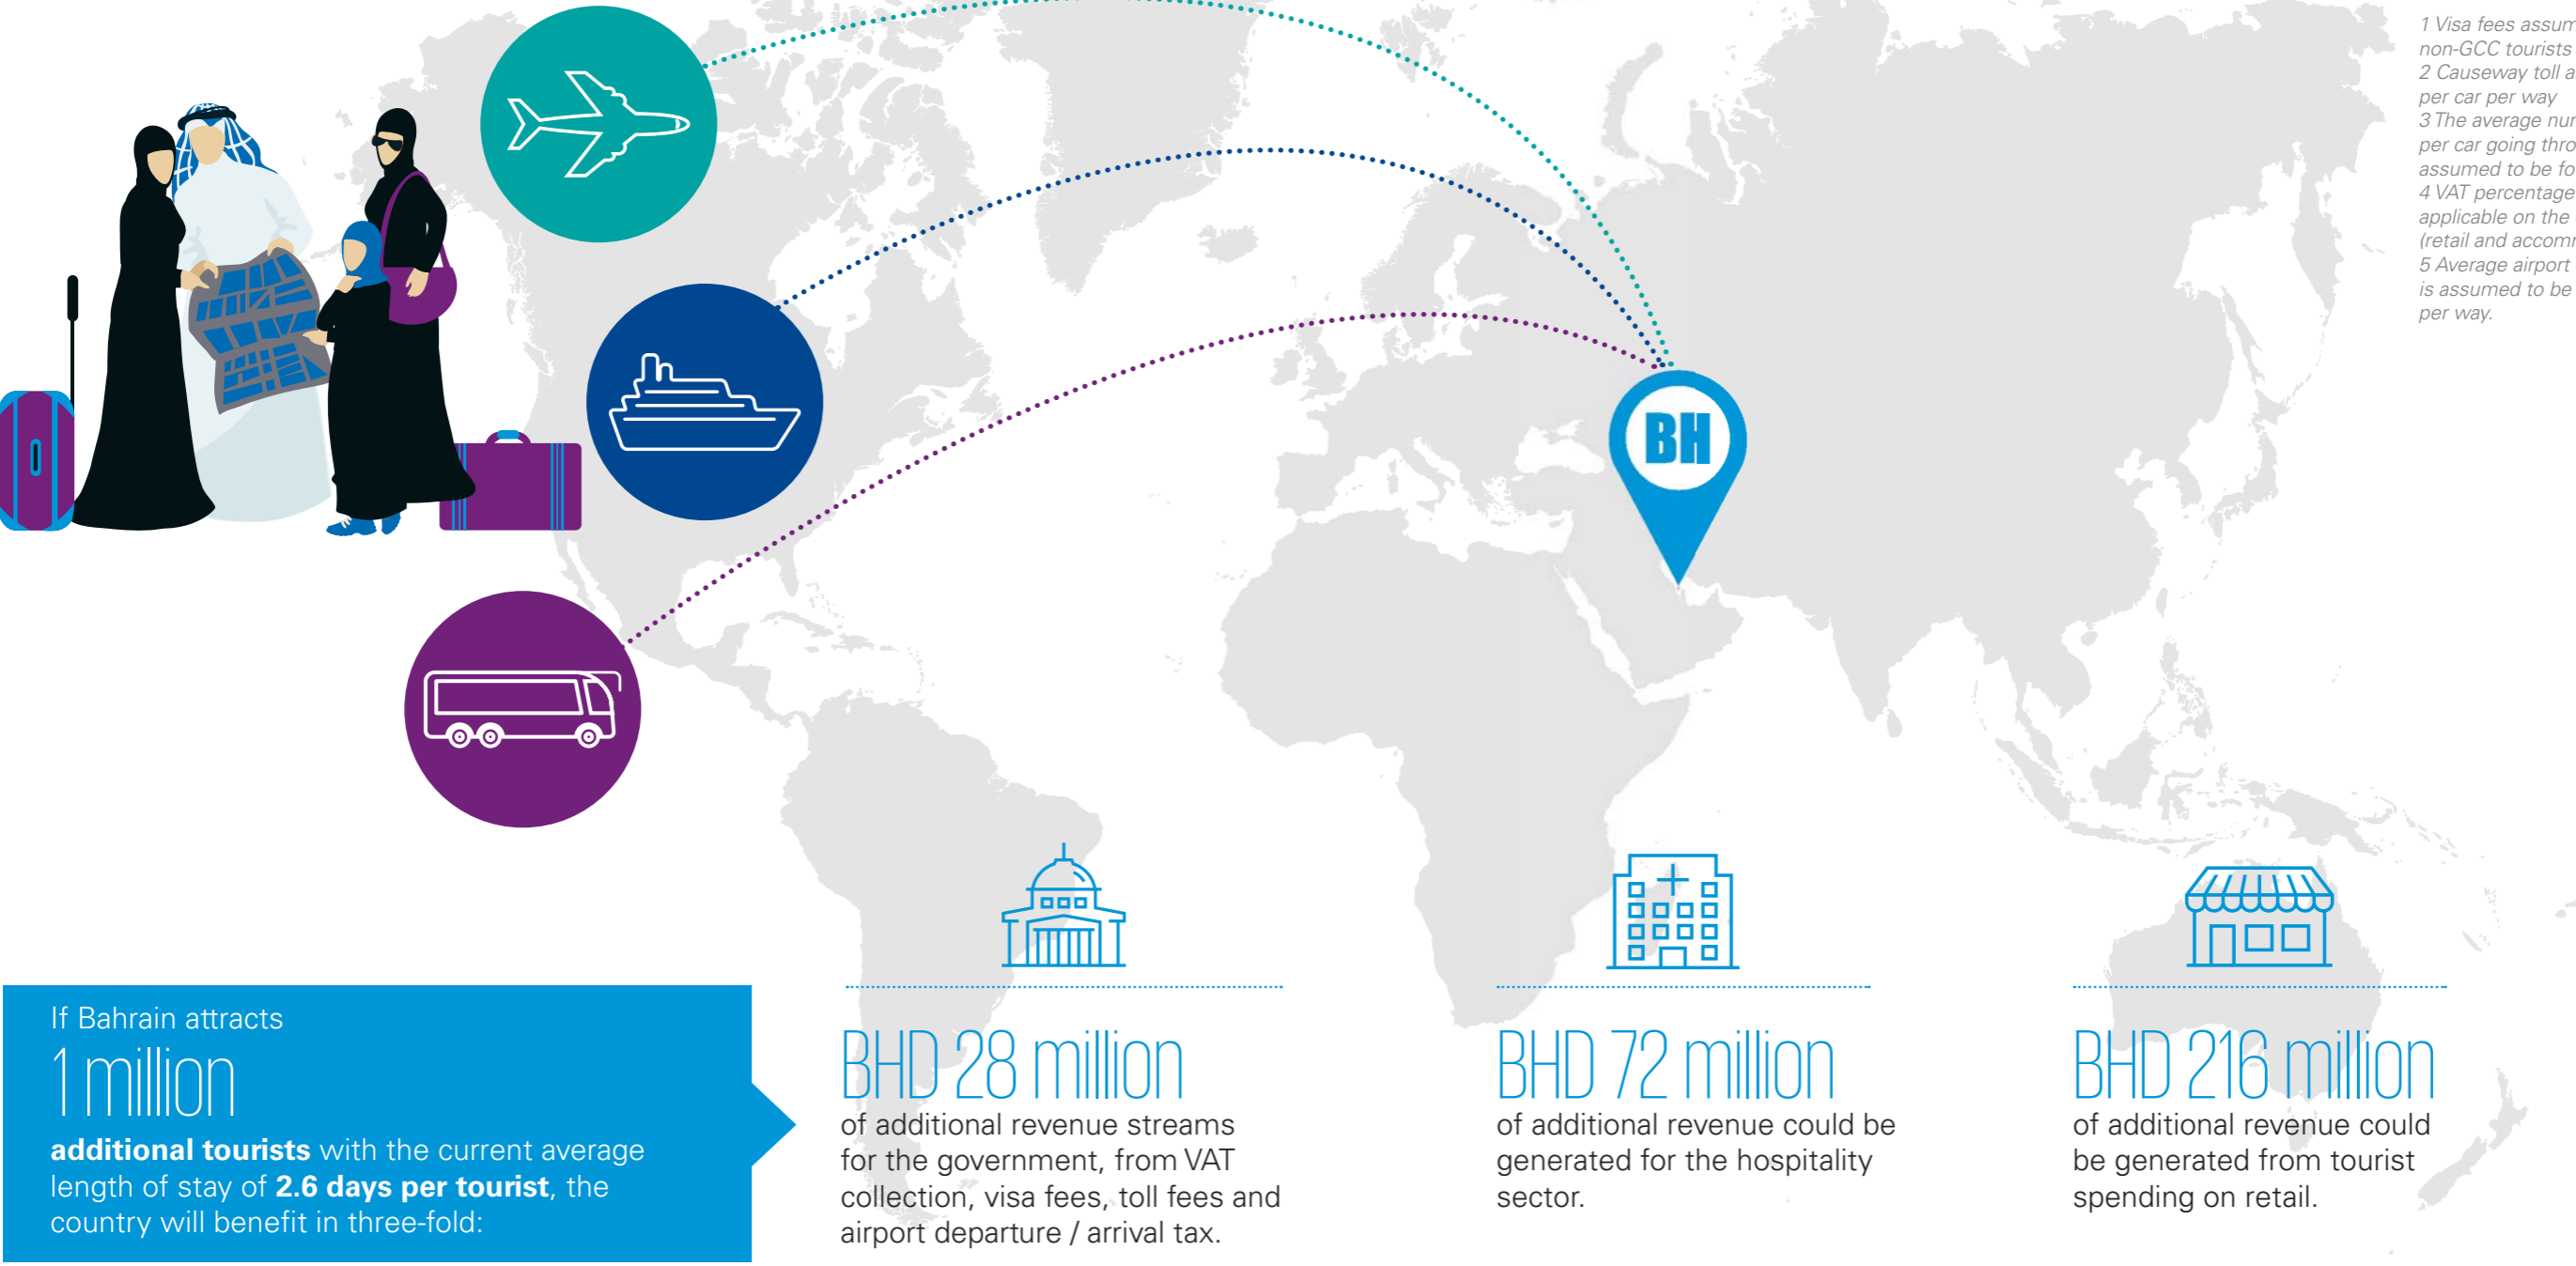 1 Visa fees assum
non-GCC tourists
2 Causeway toll a
per car per way
3 The average nu
per car going thro
assumed to be fo
4 VAT percentage
applicable on the
(retail and accom
5 Average airport
is assumed to be
per way.
BH
If Bahrain attracts
1 million
additional tourists with the current average
length of stay of 2.6 days per tourist, the
country will benefit in three-fold:
BHD 28 million
of additional revenue streams
for the government, from VAT
collection, visa fees, toll fees and
airport departure / arrival tax.
BHD 72 million
of additional revenue could be
generated for the hospitality
sector.
BHD 216 million
of additional revenue could
be generated from tourist
spending on retail.